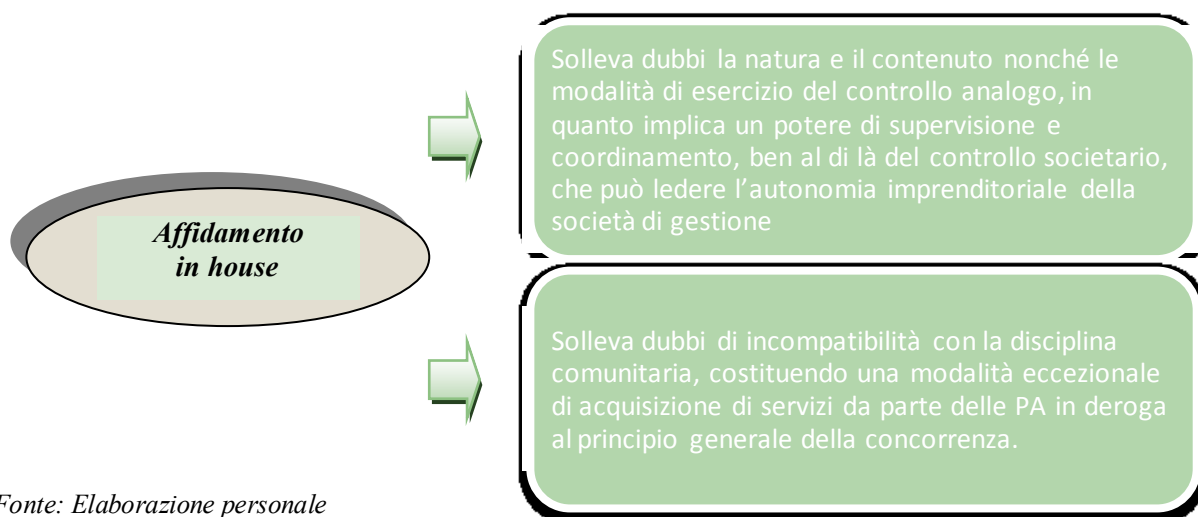 Affidamento
in house
Solleva dubbi la natura e il contenuto nonché le
modalità di esercizio del controllo analogo, in
quanto implica un potere di supervisione e
coordinamento, ben al di là del controllo societario,
che può ledere l’autonomia imprenditoriale della
società di gestione
Solleva dubbi di incompatibilità con la disciplina
comunitaria, costituendo una modalità eccezionale
di acquisizione di servizi da parte delle PA in deroga
al principio generale della concorrenza.
Fonte: Elaborazione personale